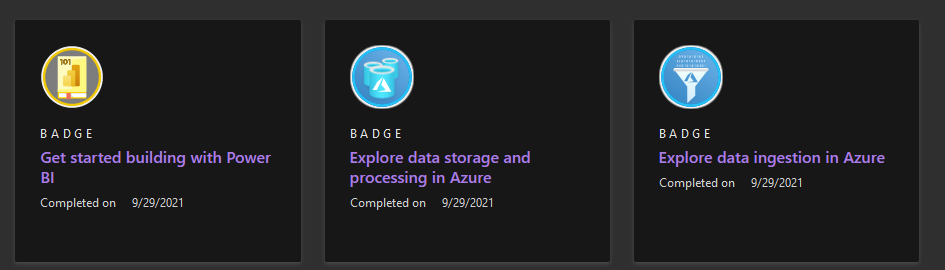 101
BADGE
Get started building with Power
BI
Completed on 9/29/2021
BADGE
Explore data storage and
processing in Azure
Completed on 9/29/2021
BADGE
Explore data ingestion in Azure
Completed on 9/29/2021